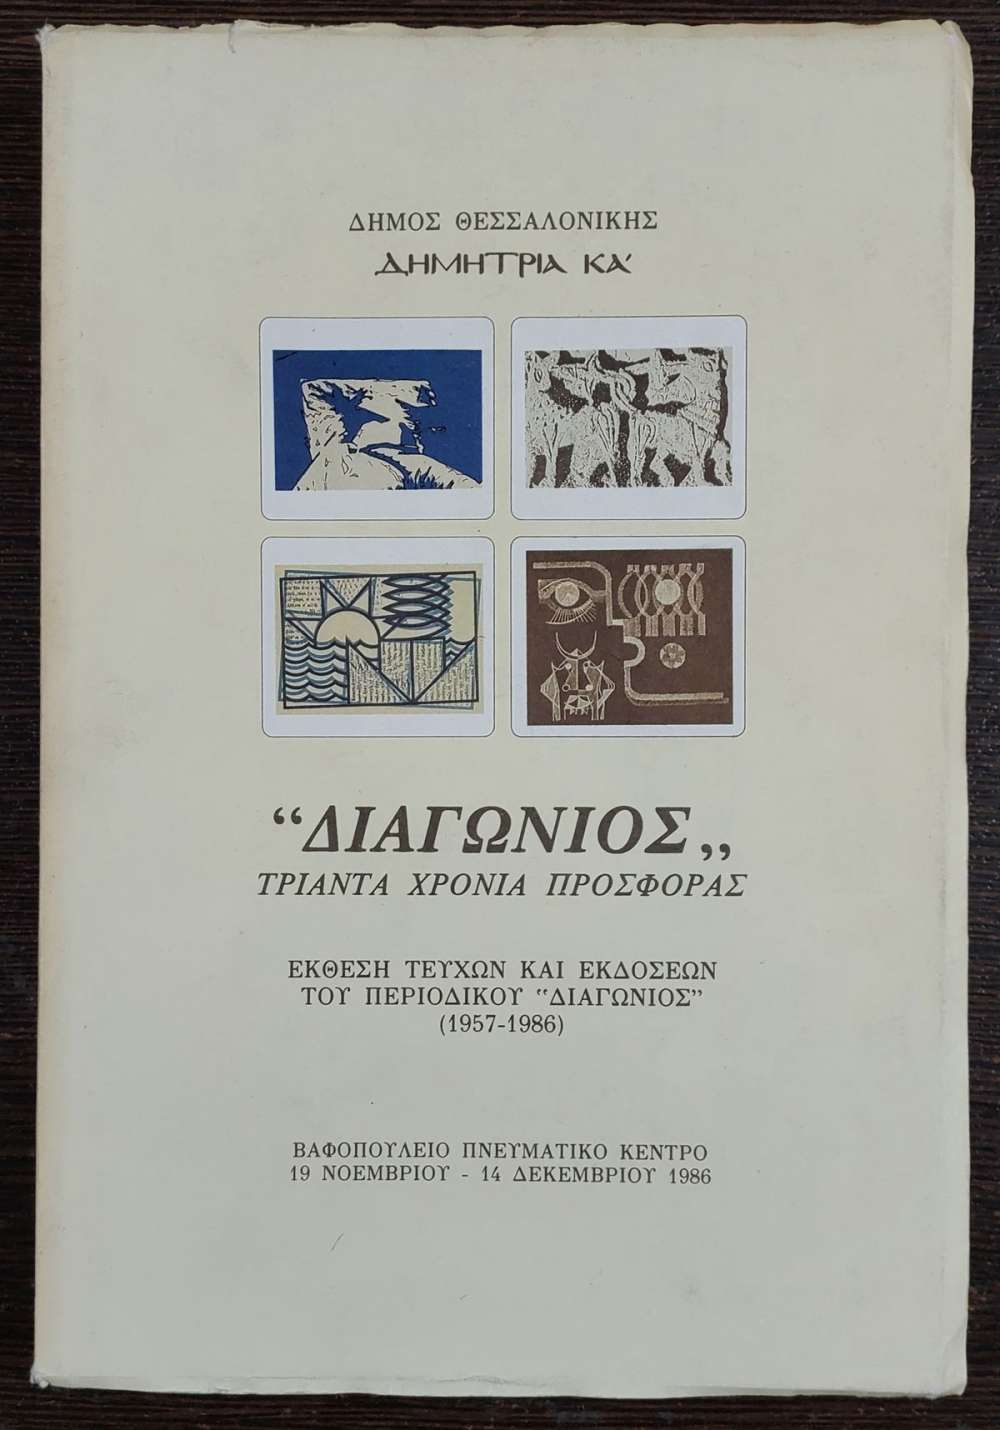 ΔΗΜΟΣ ΘΕΣΣΑΛΟΝΙΚΗΣ
ΔΗΜΗΤΡΙΑ ΚΑ'
“ΔΙΑΓΩΝΙΟΣ„
ΤΡΙΑΝΤΑ ΧΡΟΝΙΑ ΠΡΟΣΦΟΡΑΣ
ΕΚΘΕΣΗ ΤΕΥΧΩΝ ΚΑΙ ΕΚΔΟΣΕΩΝ
ΤΟΥ ΠΕΡΙΟΔΙΚΟΥ “ΔΙΑΓΩΝΙΟΣ”
(1957-1986)
ΒΑΦΟΠΟΥΛΕΙΟ ΠΝΕΥΜΑΤΙΚΟ ΚΕΝΤΡΟ
19 ΝΟΕΜΒΡΙΟΥ - 14 ΔΕΚΕΜΒΡΙΟΥ 1986